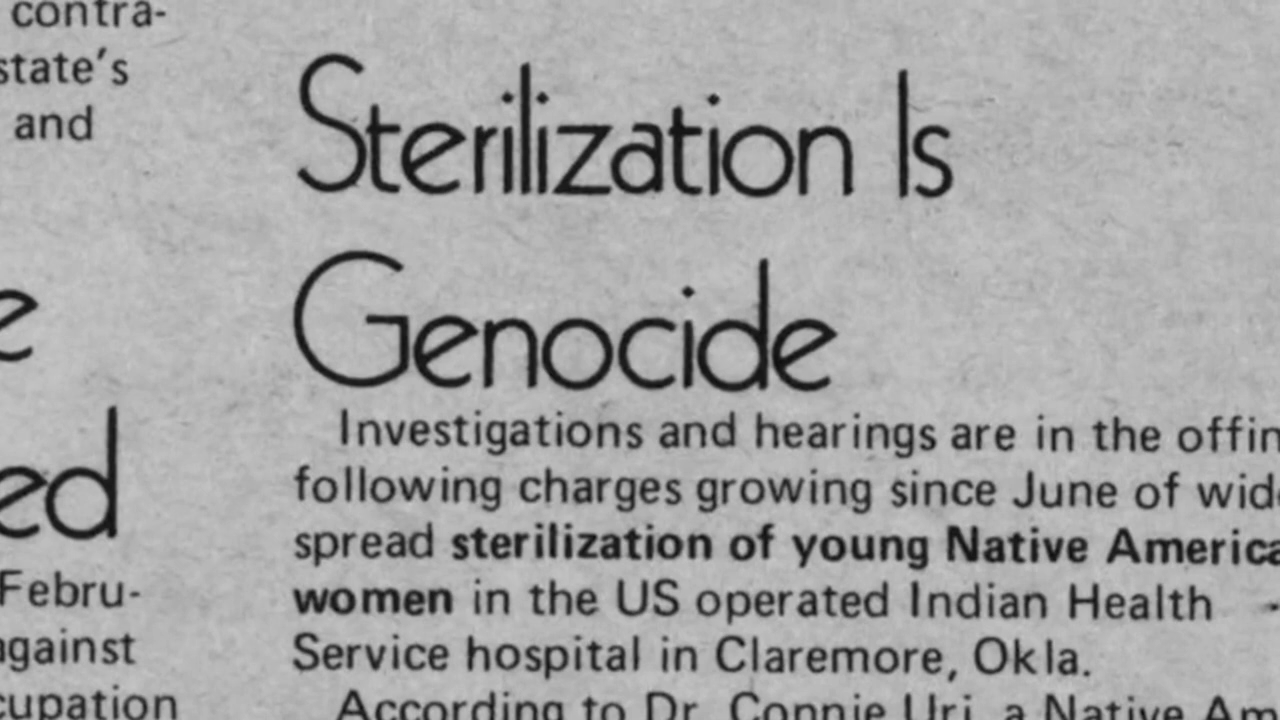 contra-
state's
and
e
ed
Febru-
against
cupation
Sterilization Is
Genocide
Investigations and hearings are in the offin
following charges growing since June of wide
spread sterilization of young Native America
women in the US operated Indian Health
Service hospital in Claremore, Okla.
According to Dr. Connie Uri, a Native Am